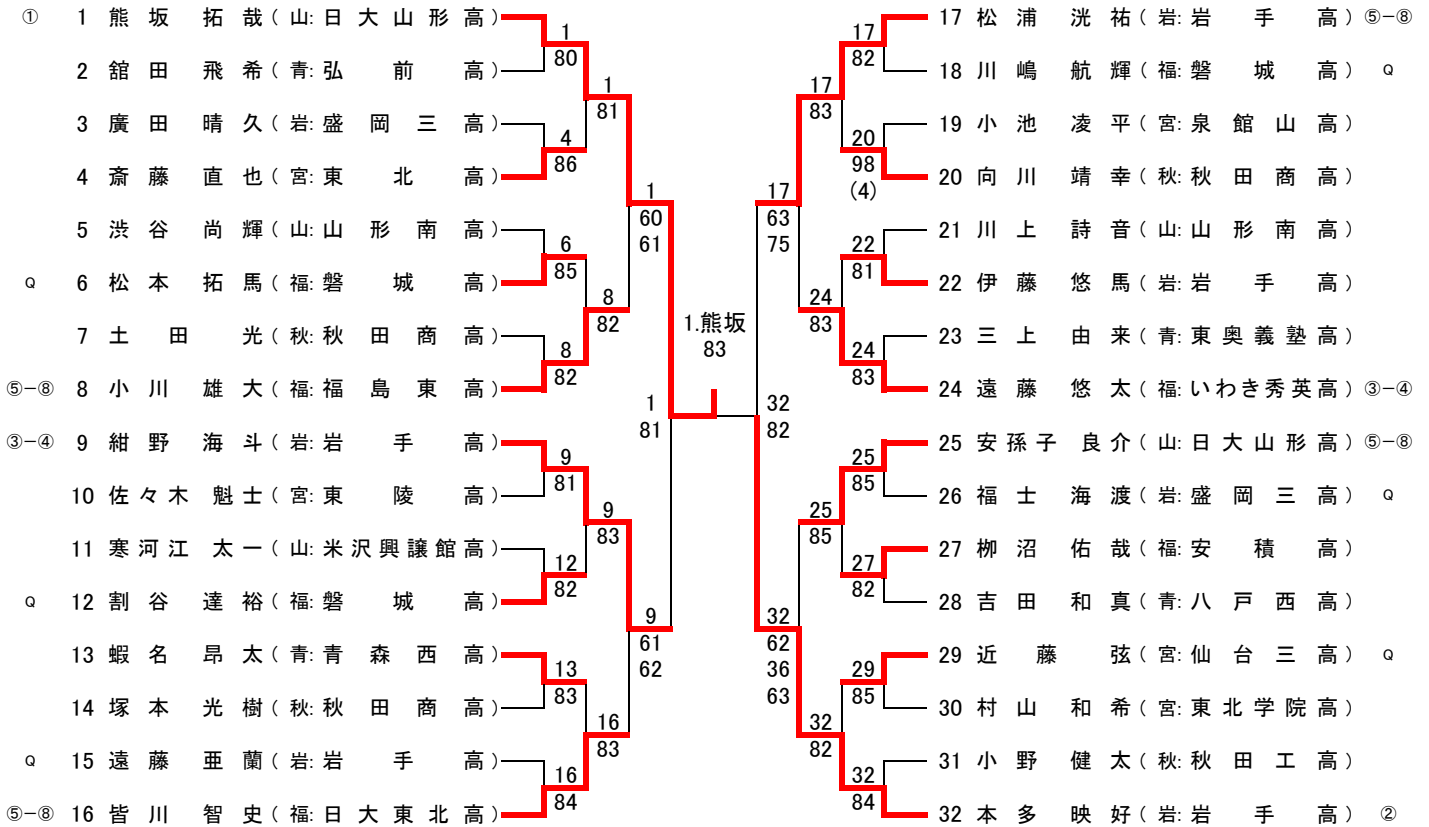 ① 1 熊坂 拓哉 (山: 日大山形高)
2 舘田 飛希 (青: 弘前高)
3 廣田 晴久 (岩: 盛岡三高)
4 斎藤 直也 (宮: 東北高)
5 渋谷 尚輝 (山: 山形南高)
Q 6 松本 拓馬 (福: 磐城高)
7 土田 光 (秋: 秋田商高)
⑤-⑧ 8 小川 雄大 (福: 福島東高)
③-④ 9 紺野 海斗 (岩: 岩手高)
10 佐々木 魁士 (宮: 東陵高)
11 寒河江 太一 (山: 米沢興譲館高)
Q 12 割谷 達裕 (福: 磐城高)
13 蝦名 昂太 (青: 青森西高)
14 塚本 光樹 (秋: 秋田商高)
Q 15 遠藤 亜蘭 (岩: 岩手高)
⑤-⑧ 16 皆川 智史 (福: 日大東北高)
1
80
4
86
6
85
8
82
9
81
12
82
13
83
16
84
1
81
8
82
9
83
16
83
1
60
61
9
61
62
1
81
1.熊坂
83
32
82
17
63
75
32
62
36
63
17
83
24
83
25
85
32
82
17
82
20
98
(4)
22
81
24
83
25
85
27
82
29
85
32
84
17 松浦 洸祐 (岩: 岩手高) ⑤-⑧
18 川嶋 航輝 (福: 磐城高) Q
19 小池 凌平 (宮: 泉館山高)
20 向川 靖幸 (秋: 秋田商高)
21 川上 詩音 (山: 山形南高)
22 伊藤 悠馬 (岩: 岩手高)
23 三上 由来 (青: 東奥義塾高)
24 遠藤 悠太 (福: いわき秀英高) ③-④
25 安孫子 良介 (山: 日大山形高) ⑤-⑧
26 福士 海渡 (岩: 盛岡三高) Q
27 栁沼 佑哉 (福: 安積高)
28 吉田 和真 (青: 八戸西高)
29 近藤 弦 (宮: 仙台三高) Q
30 村山 和希 (宮: 東北学院高)
31 小野 健太 (秋: 秋田工高)
32 本多 映好 (岩: 岩手高) ②